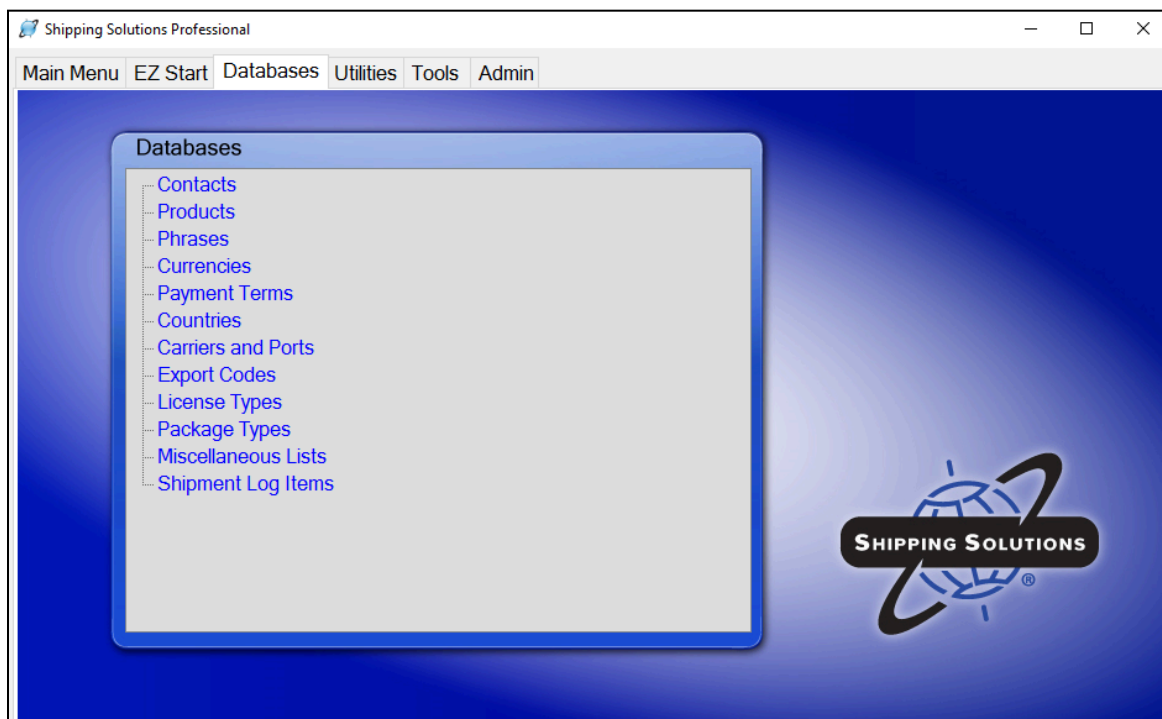 Shipping Solutions Professional
Main Menu EZ Start Databases Utilities Tools Admin
Databases
Contacts
Products
Phrases
Currencies
Payment Terms
Countries
Carriers and Ports
Export Codes
License Types
Package Types
Miscellaneous Lists
Shipment Log Items
SHIPPING SOLUTIONS
®